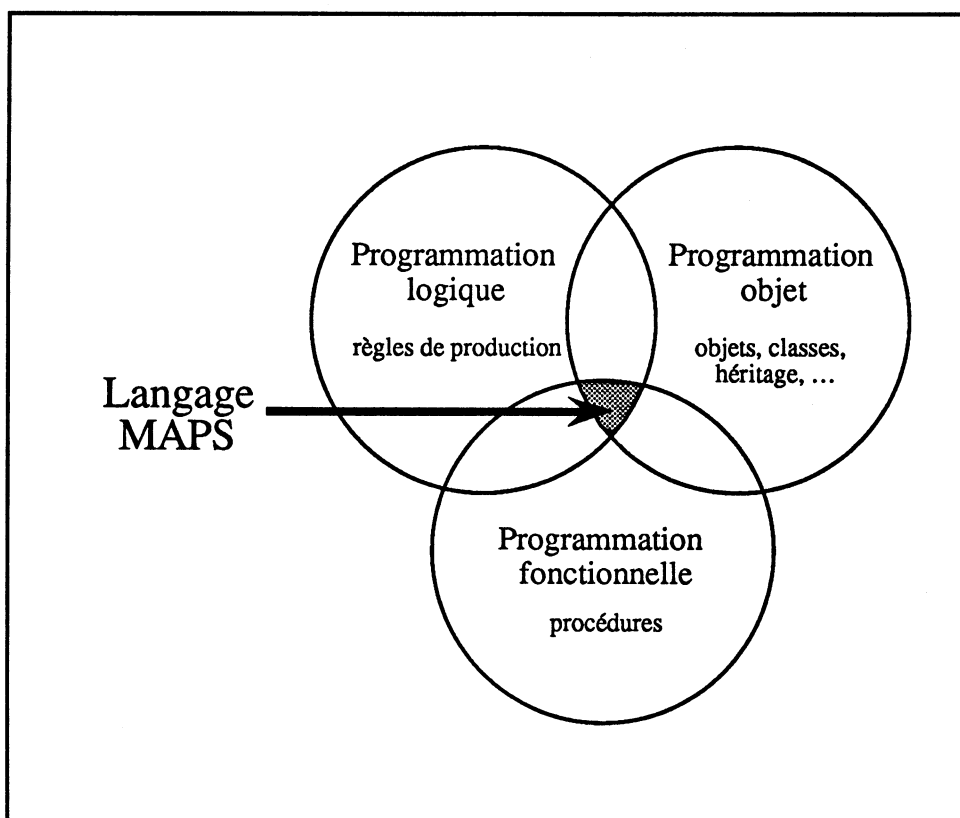 Programmation
logique
règles de production
Programmation
objet
objets, classes,
héritage, ...
Langage
MAPS
Programmation
fonctionnelle
procédures